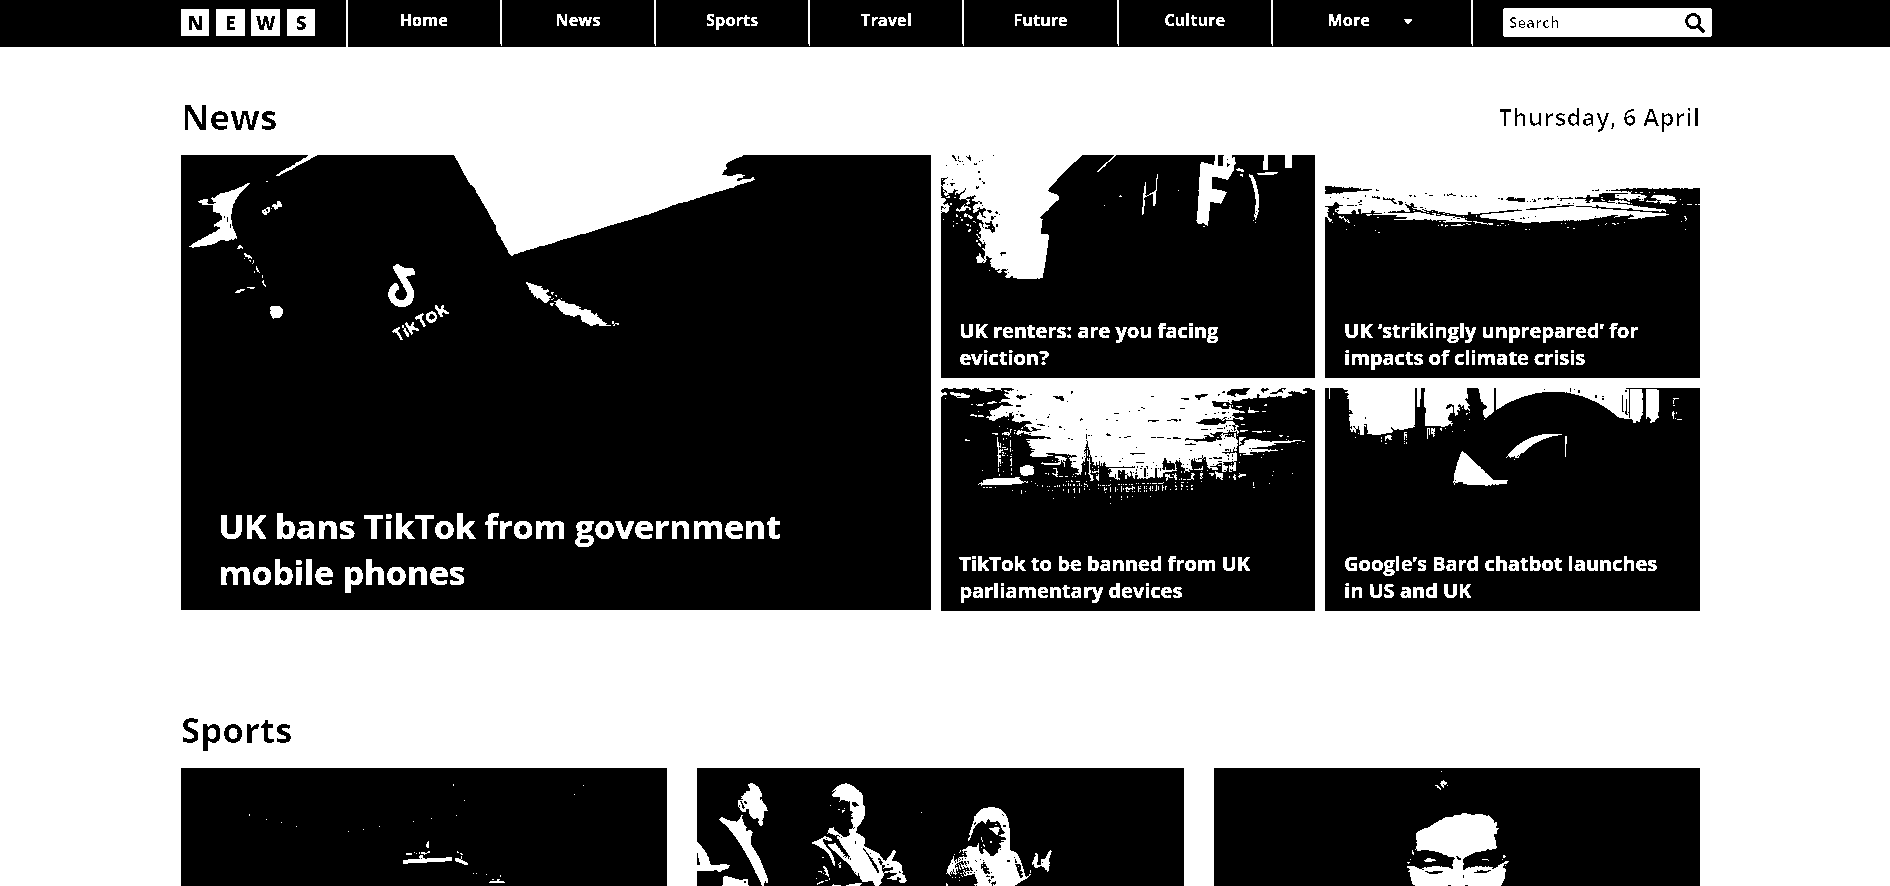 NEWS Home News Sports Travel Future Culture More Search
News
Thursday, 6 April
TikTok
UK bans TikTok from government
mobile phones
UK renters: are you facing
eviction?
UK ‘strikingly unprepared’ for
impacts of climate crisis
TikTok to be banned from UK
parliamentary devices
Google’s Bard chatbot launches
in US and UK
Sports